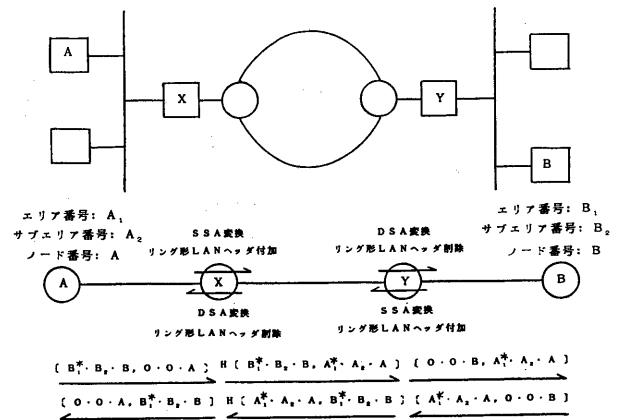 A
X
Y
B
エリア番号: A₁
サブエリア番号: A₂
ノード番号: A
エリア番号: B₁
サブエリア番号: B₂
ノード番号: B
SSA変換
リング形LANヘッダ付加
DSA変換
リング形LANヘッダ削除
A
X
Y
B
DSA変換
リング形LANヘッダ削除
SSA変換
リング形LANヘッダ付加
[ B₁*・B₂・B, O・O・A ] H[ B₁*・B₂・B, A₁*・A₂・A ] [ O・O・B, A₁*・A₂・A ]
[ O・O・A, B₁*・B₂・B ] H[ A₁*・A₂・A, B₁*・B₂・B ] [ A₁*・A₂・A, O・O・B ]